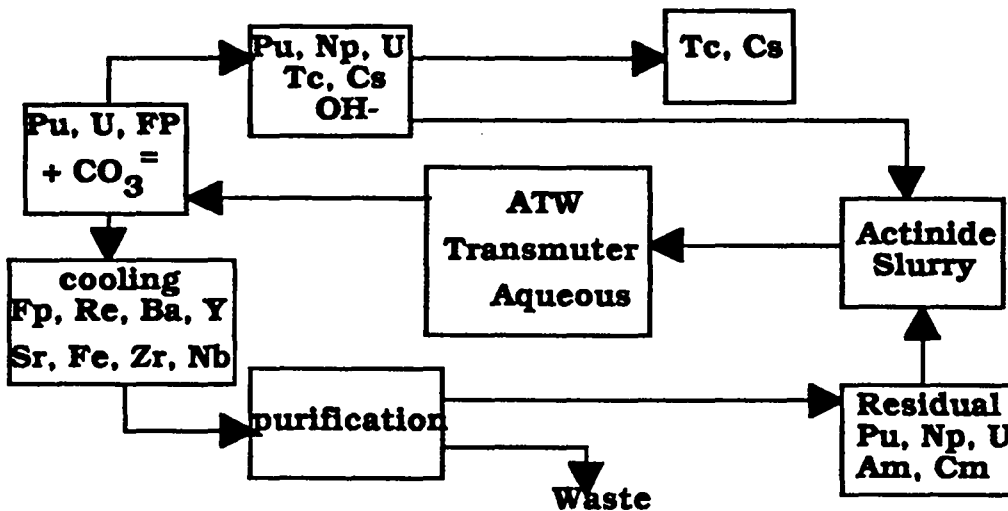 Pu, Np, U
Tc, Cs
OH-
Tc, Cs
Pu, U, FP
+ CO3=
ATW
Transmuter
Aqueous
Actinide
Slurry
cooling
Fp, Re, Ba, Y
Sr, Fe, Zr, Nb
purification
Waste
Residual
Pu, Np, U
Am, Cm